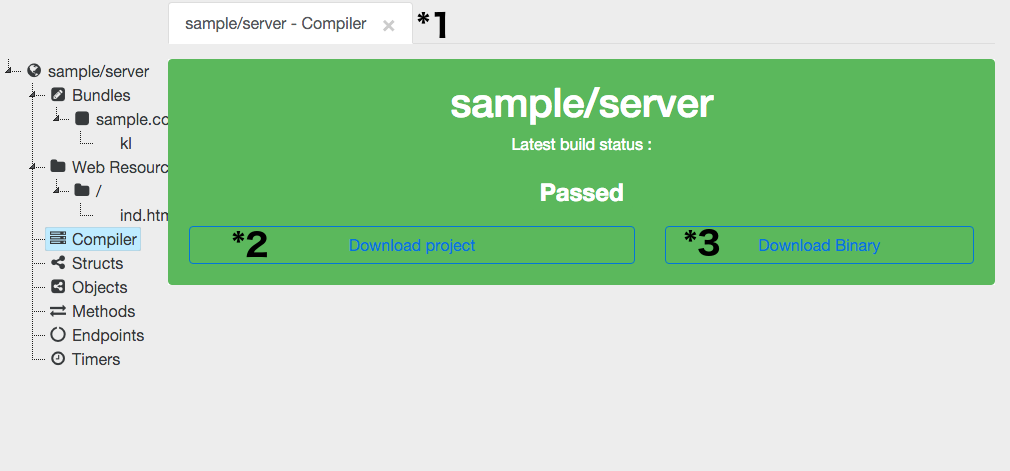 sample/server - Compiler ×
*1
sample/server
Bundles
sample.co
kl
Web Resourc
/
ind.htm
Compiler
Structs
Objects
Methods
Endpoints
Timers
sample/server
Latest build status :
Passed
*2 Download project
*3 Download Binary